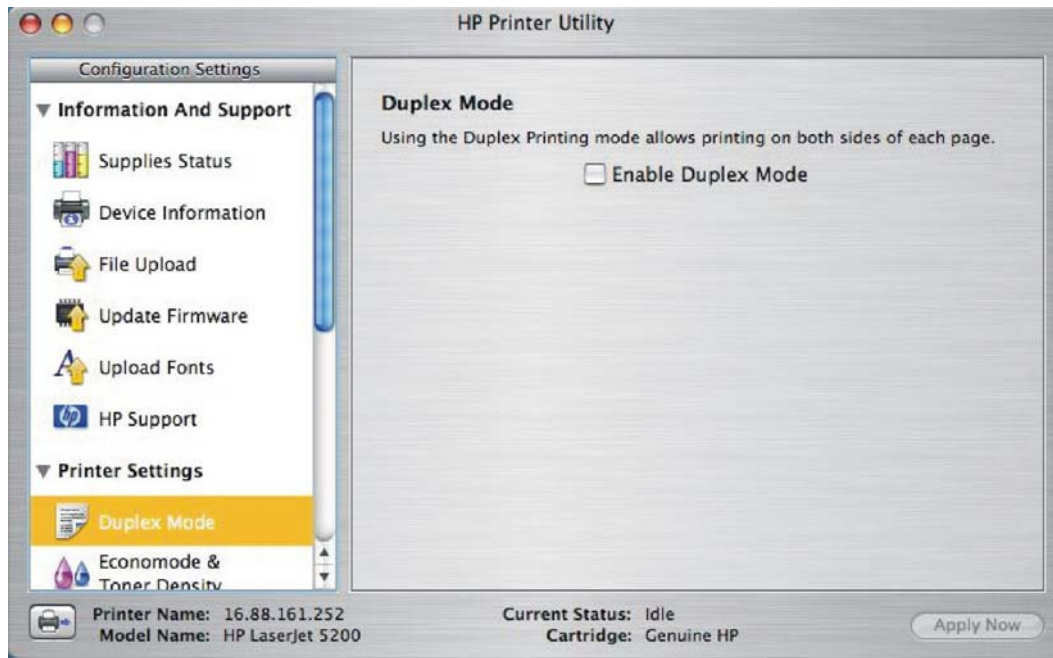 HP Printer Utility
Configuration Settings
Information And Support
Supplies Status
Device Information
File Upload
Update Firmware
Upload Fonts
HP Support
Printer Settings
Duplex Mode
Economode &
Toner Density
Duplex Mode
Using the Duplex Printing mode allows printing on both sides of each page.
Enable Duplex Mode
Printer Name: 16.88.161.252
Model Name: HP LaserJet 5200
Current Status: Idle
Cartridge: Genuine HP
Apply Now